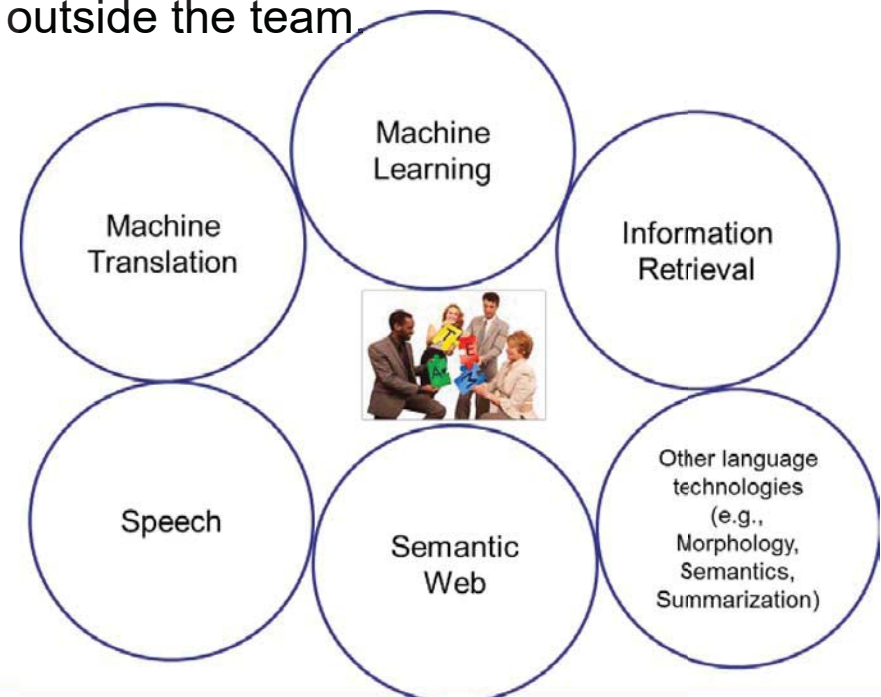 outside the team.
Machine
Learning
Machine
Translation
Information
Retrieval
T
E
A
M
Speech
Semantic
Web
Other language
technologies
(e.g.,
Morphology,
Semantics,
Summarization)